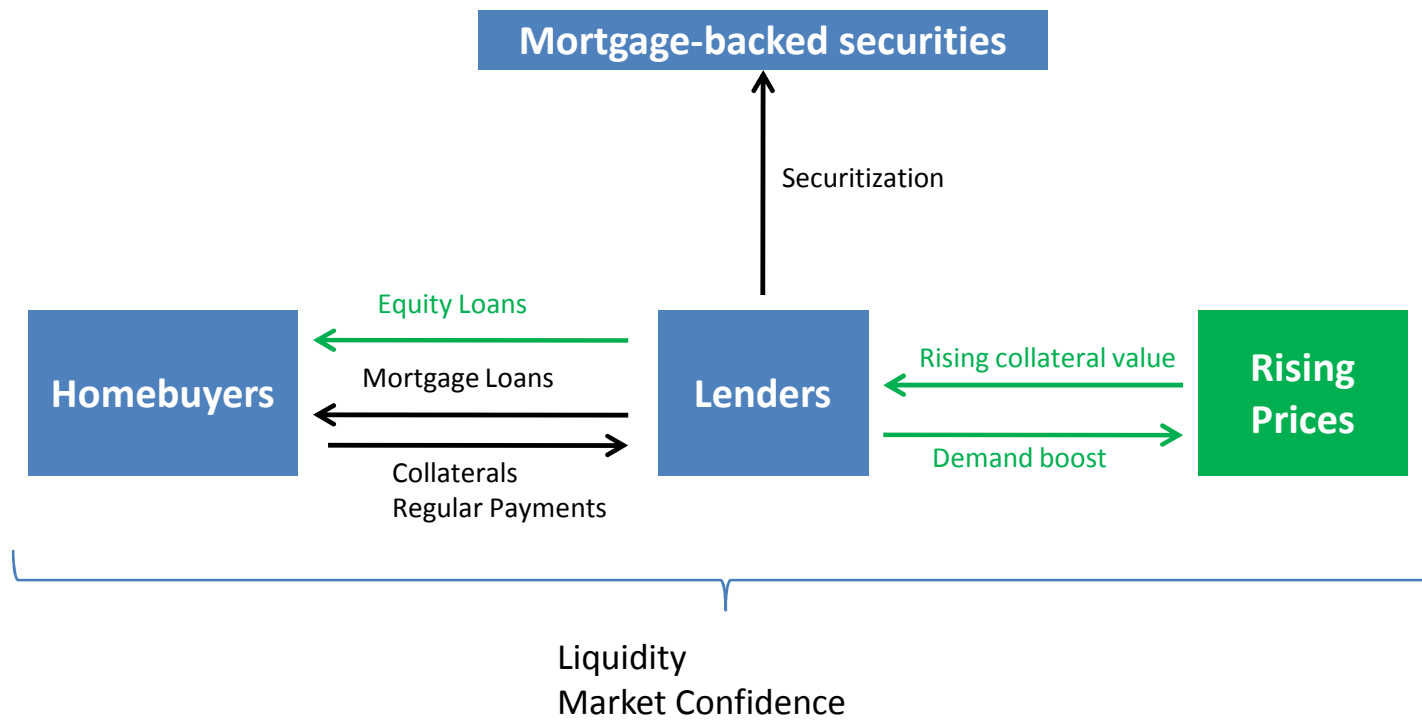 Mortgage-backed securities
Securitization
Equity Loans
Homebuyers
Mortgage Loans
Collaterals
Regular Payments
Lenders
Rising collateral value
Demand boost
Rising
Prices
Liquidity
Market Confidence